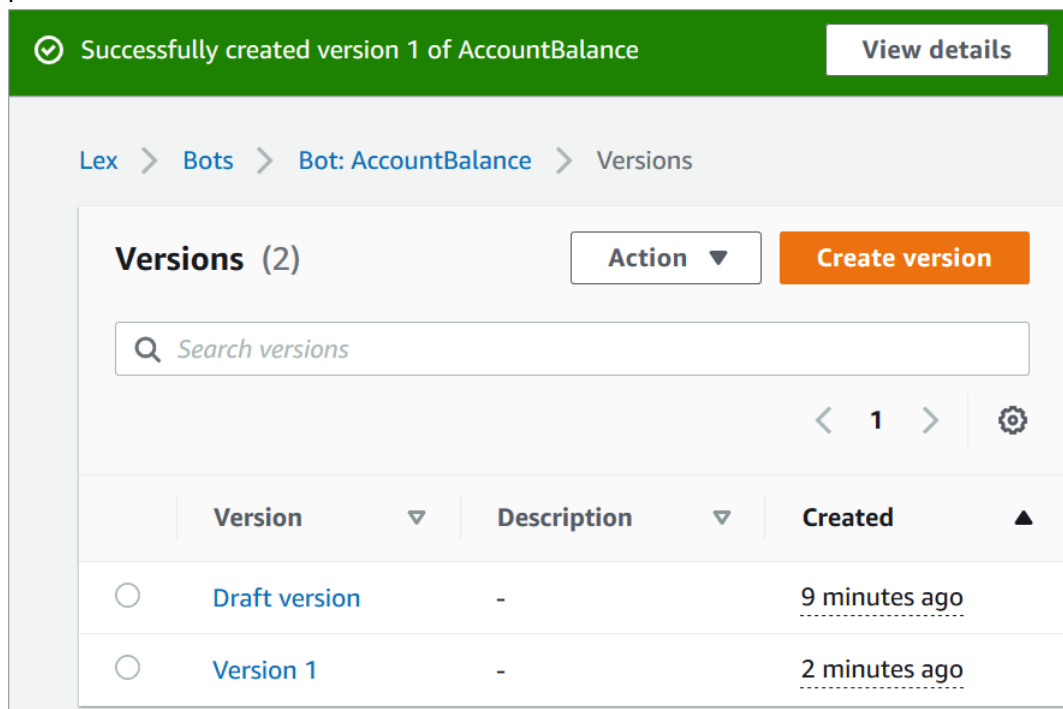 Successfully created version 1 of AccountBalance View details
Lex > Bots > Bot: AccountBalance > Versions
Versions (2) Action ▼ Create version
Search versions
< 1 >
Version Description Created
Draft version - 9 minutes ago
Version 1 - 2 minutes ago